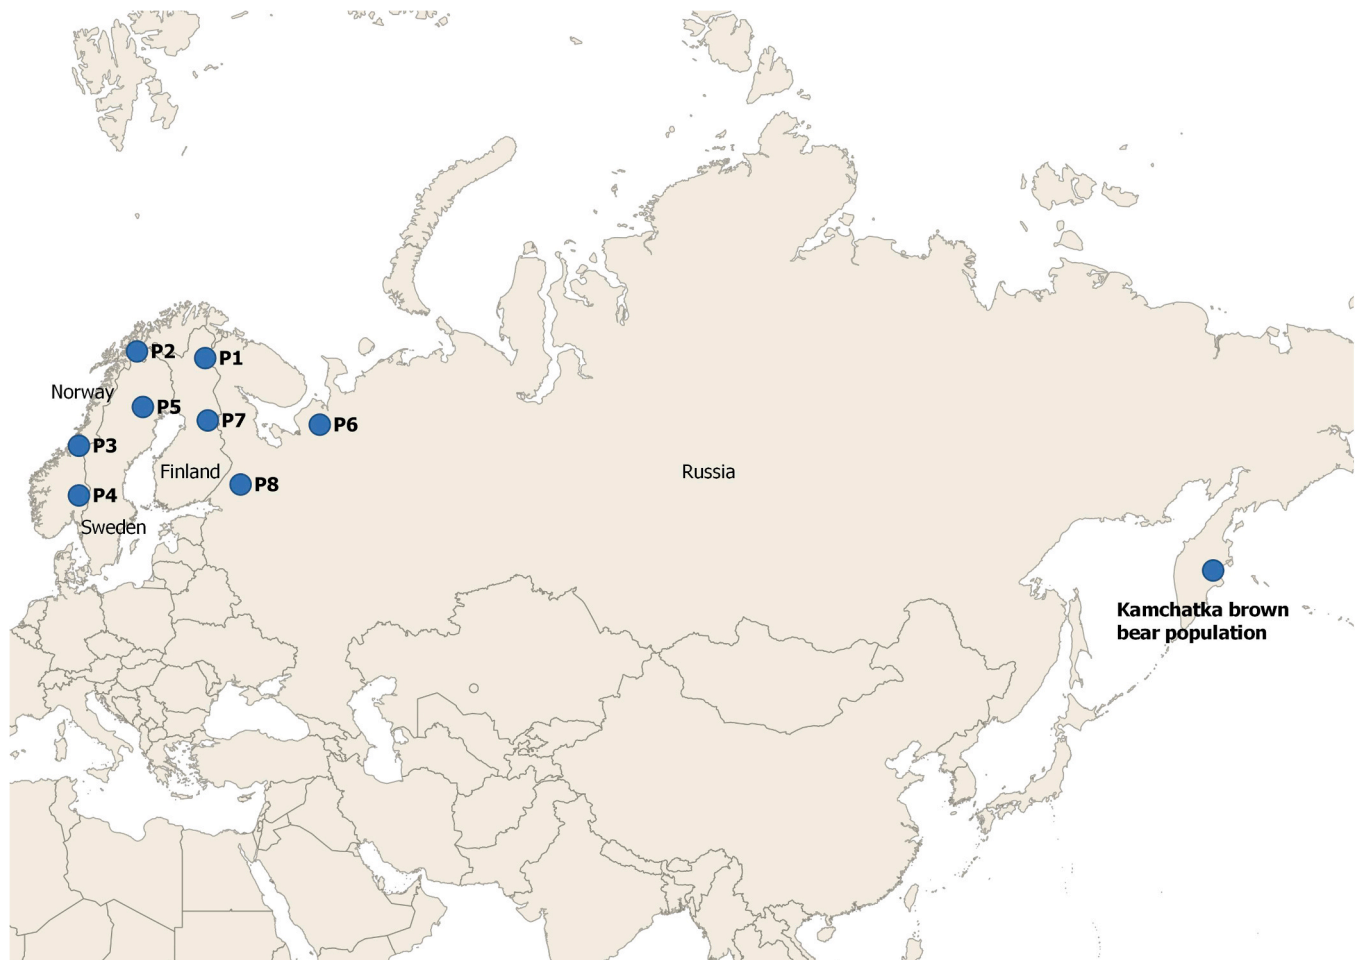 P2
P1
Norway
P5
P7
P6
P3
Finland
Russia
P8
P4
Sweden
Kamchatka brown
bear population